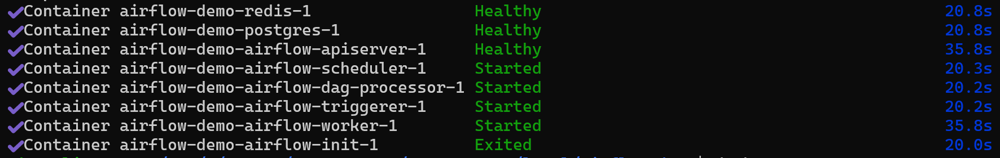 ✔Container airflow-demo-redis-1 Healthy 20.8s
✔Container airflow-demo-postgres-1 Healthy 20.8s
✔Container airflow-demo-airflow-apiserver-1 Healthy 35.8s
✔Container airflow-demo-airflow-scheduler-1 Started 20.3s
✔Container airflow-demo-airflow-dag-processor-1 Started 20.2s
✔Container airflow-demo-airflow-triggerer-1 Started 20.2s
✔Container airflow-demo-airflow-worker-1 Started 35.8s
✔Container airflow-demo-airflow-init-1 Exited 20.0s